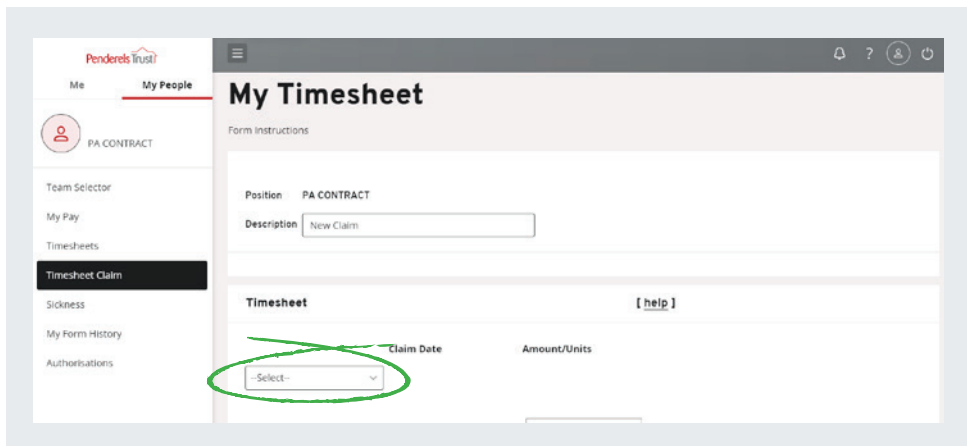 Penderels Trust
?
Me
My People
PA CONTRACT
Team Selector
My Pay
Timesheets
Timesheet Claim
Sickness
My Form History
Authorisations
My Timesheet
Form Instructions
Position PA CONTRACT
Description New Claim
Timesheet [ help ]
Claim Date Amount/Units
--Select--